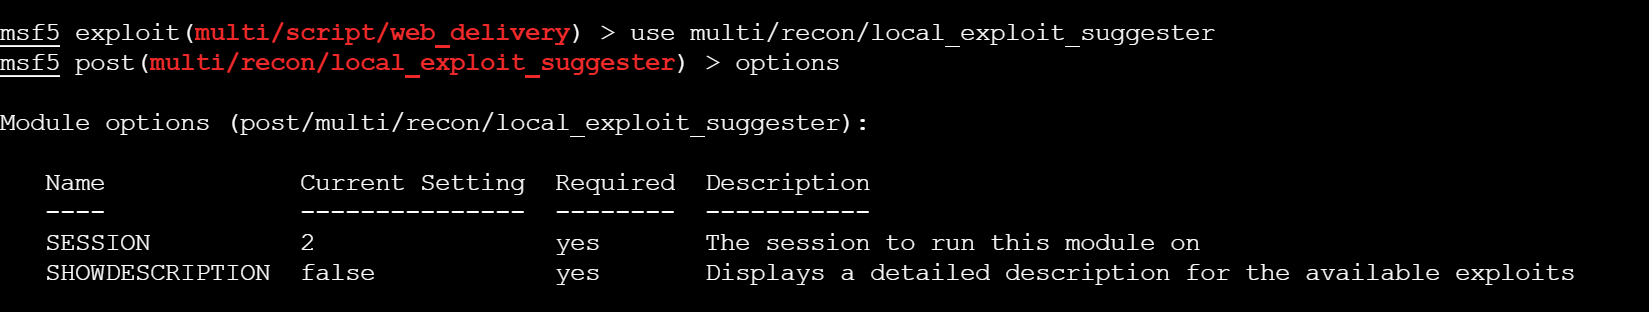 msf5 exploit(multi/script/web_delivery) > use multi/recon/local_exploit_suggester
msf5 post(multi/recon/local_exploit_suggester) > options
Module options (post/multi/recon/local_exploit_suggester):
Name Current Setting Required Description
---- --------------- -------- -----------
SESSION 2 yes The session to run this module on
SHOWDESCRIPTION false yes Displays a detailed description for the available exploits